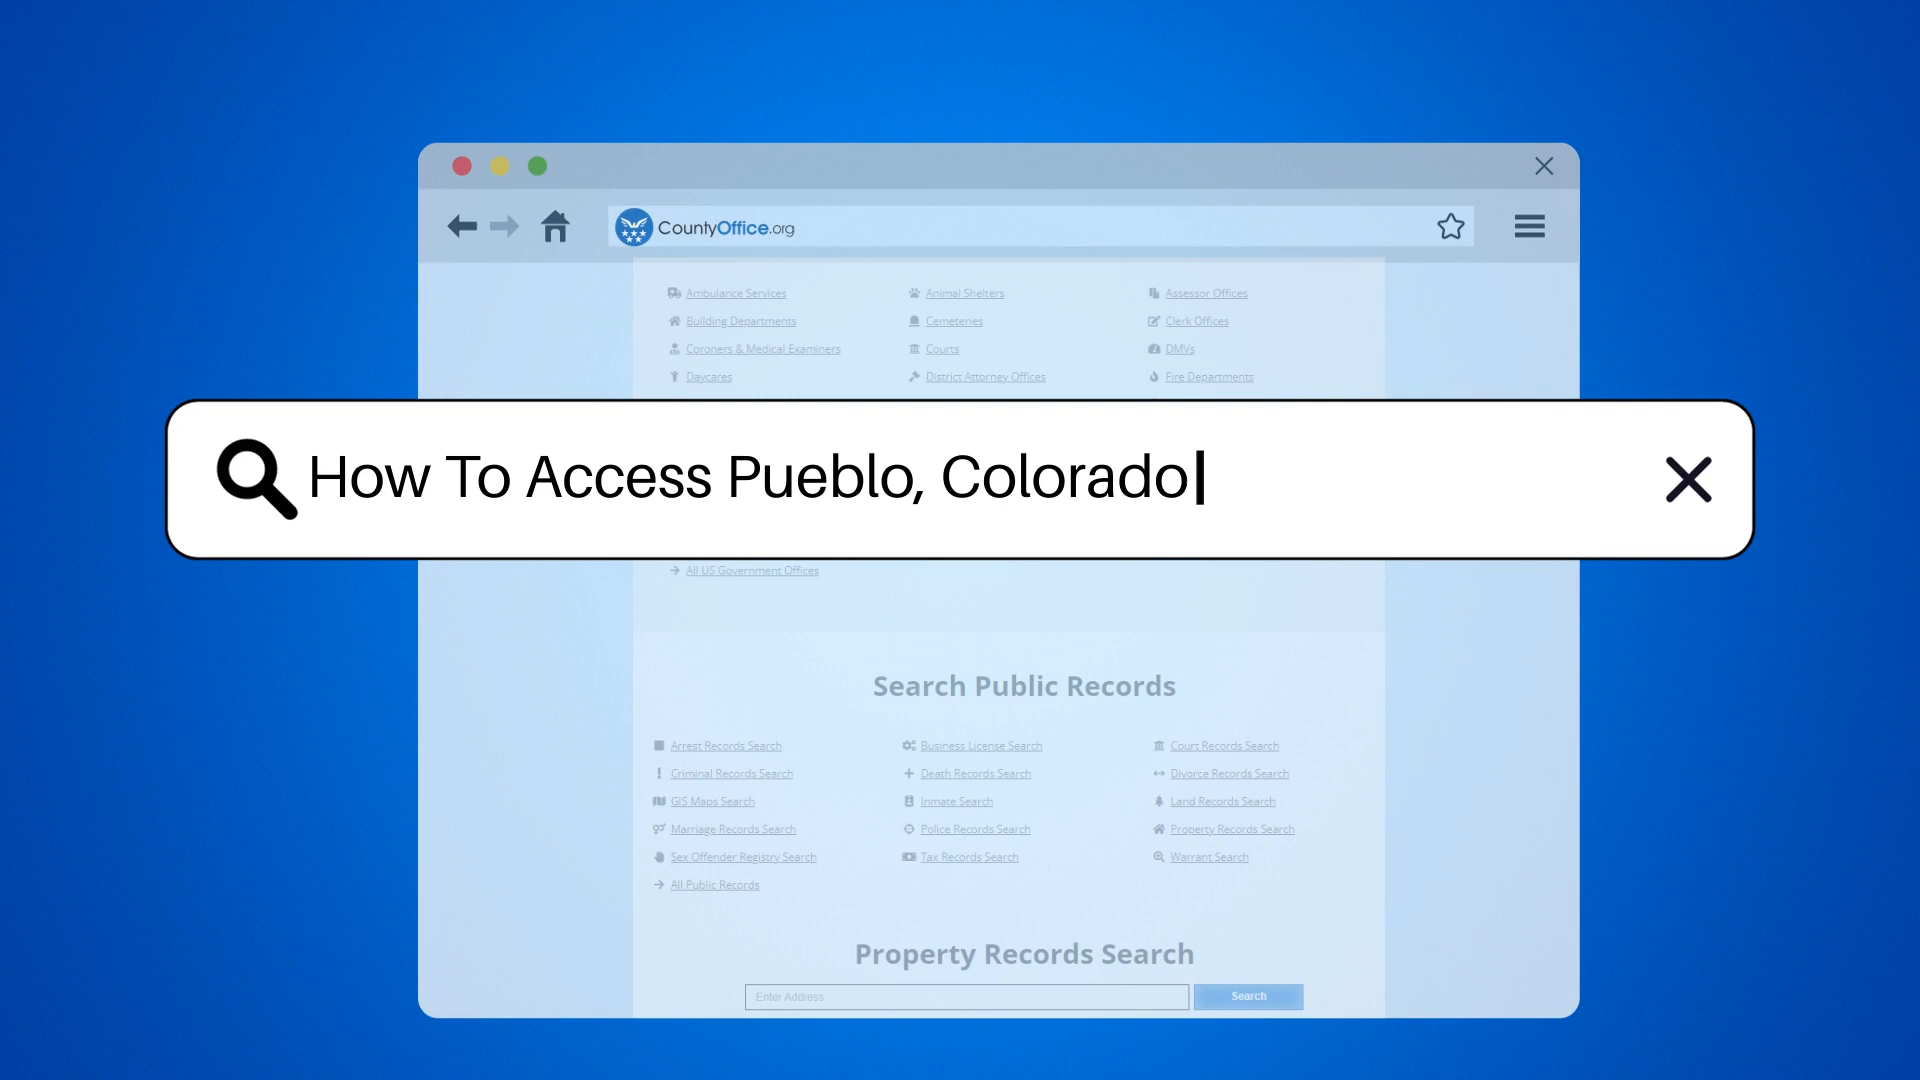 CountyOffice.org
Ambulance Services Animal Shelters Assessor Offices
Building Departments Cemeteries Clerk Offices
Coroners & Medical Examiners Courts DMVs
Daycares District Attorney Offices Fire Departments
How To Access Pueblo, Colorado
All US Government Offices
Search Public Records
Arrest Records Search Business License Search Court Records Search
Criminal Records Search Death Records Search Divorce Records Search
GIS Maps Search Inmate Search Land Records Search
Marriage Records Search Police Records Search Property Records Search
Sex Offender Registry Search Tax Records Search Warrant Search
All Public Records
Property Records Search
Enter Address Search